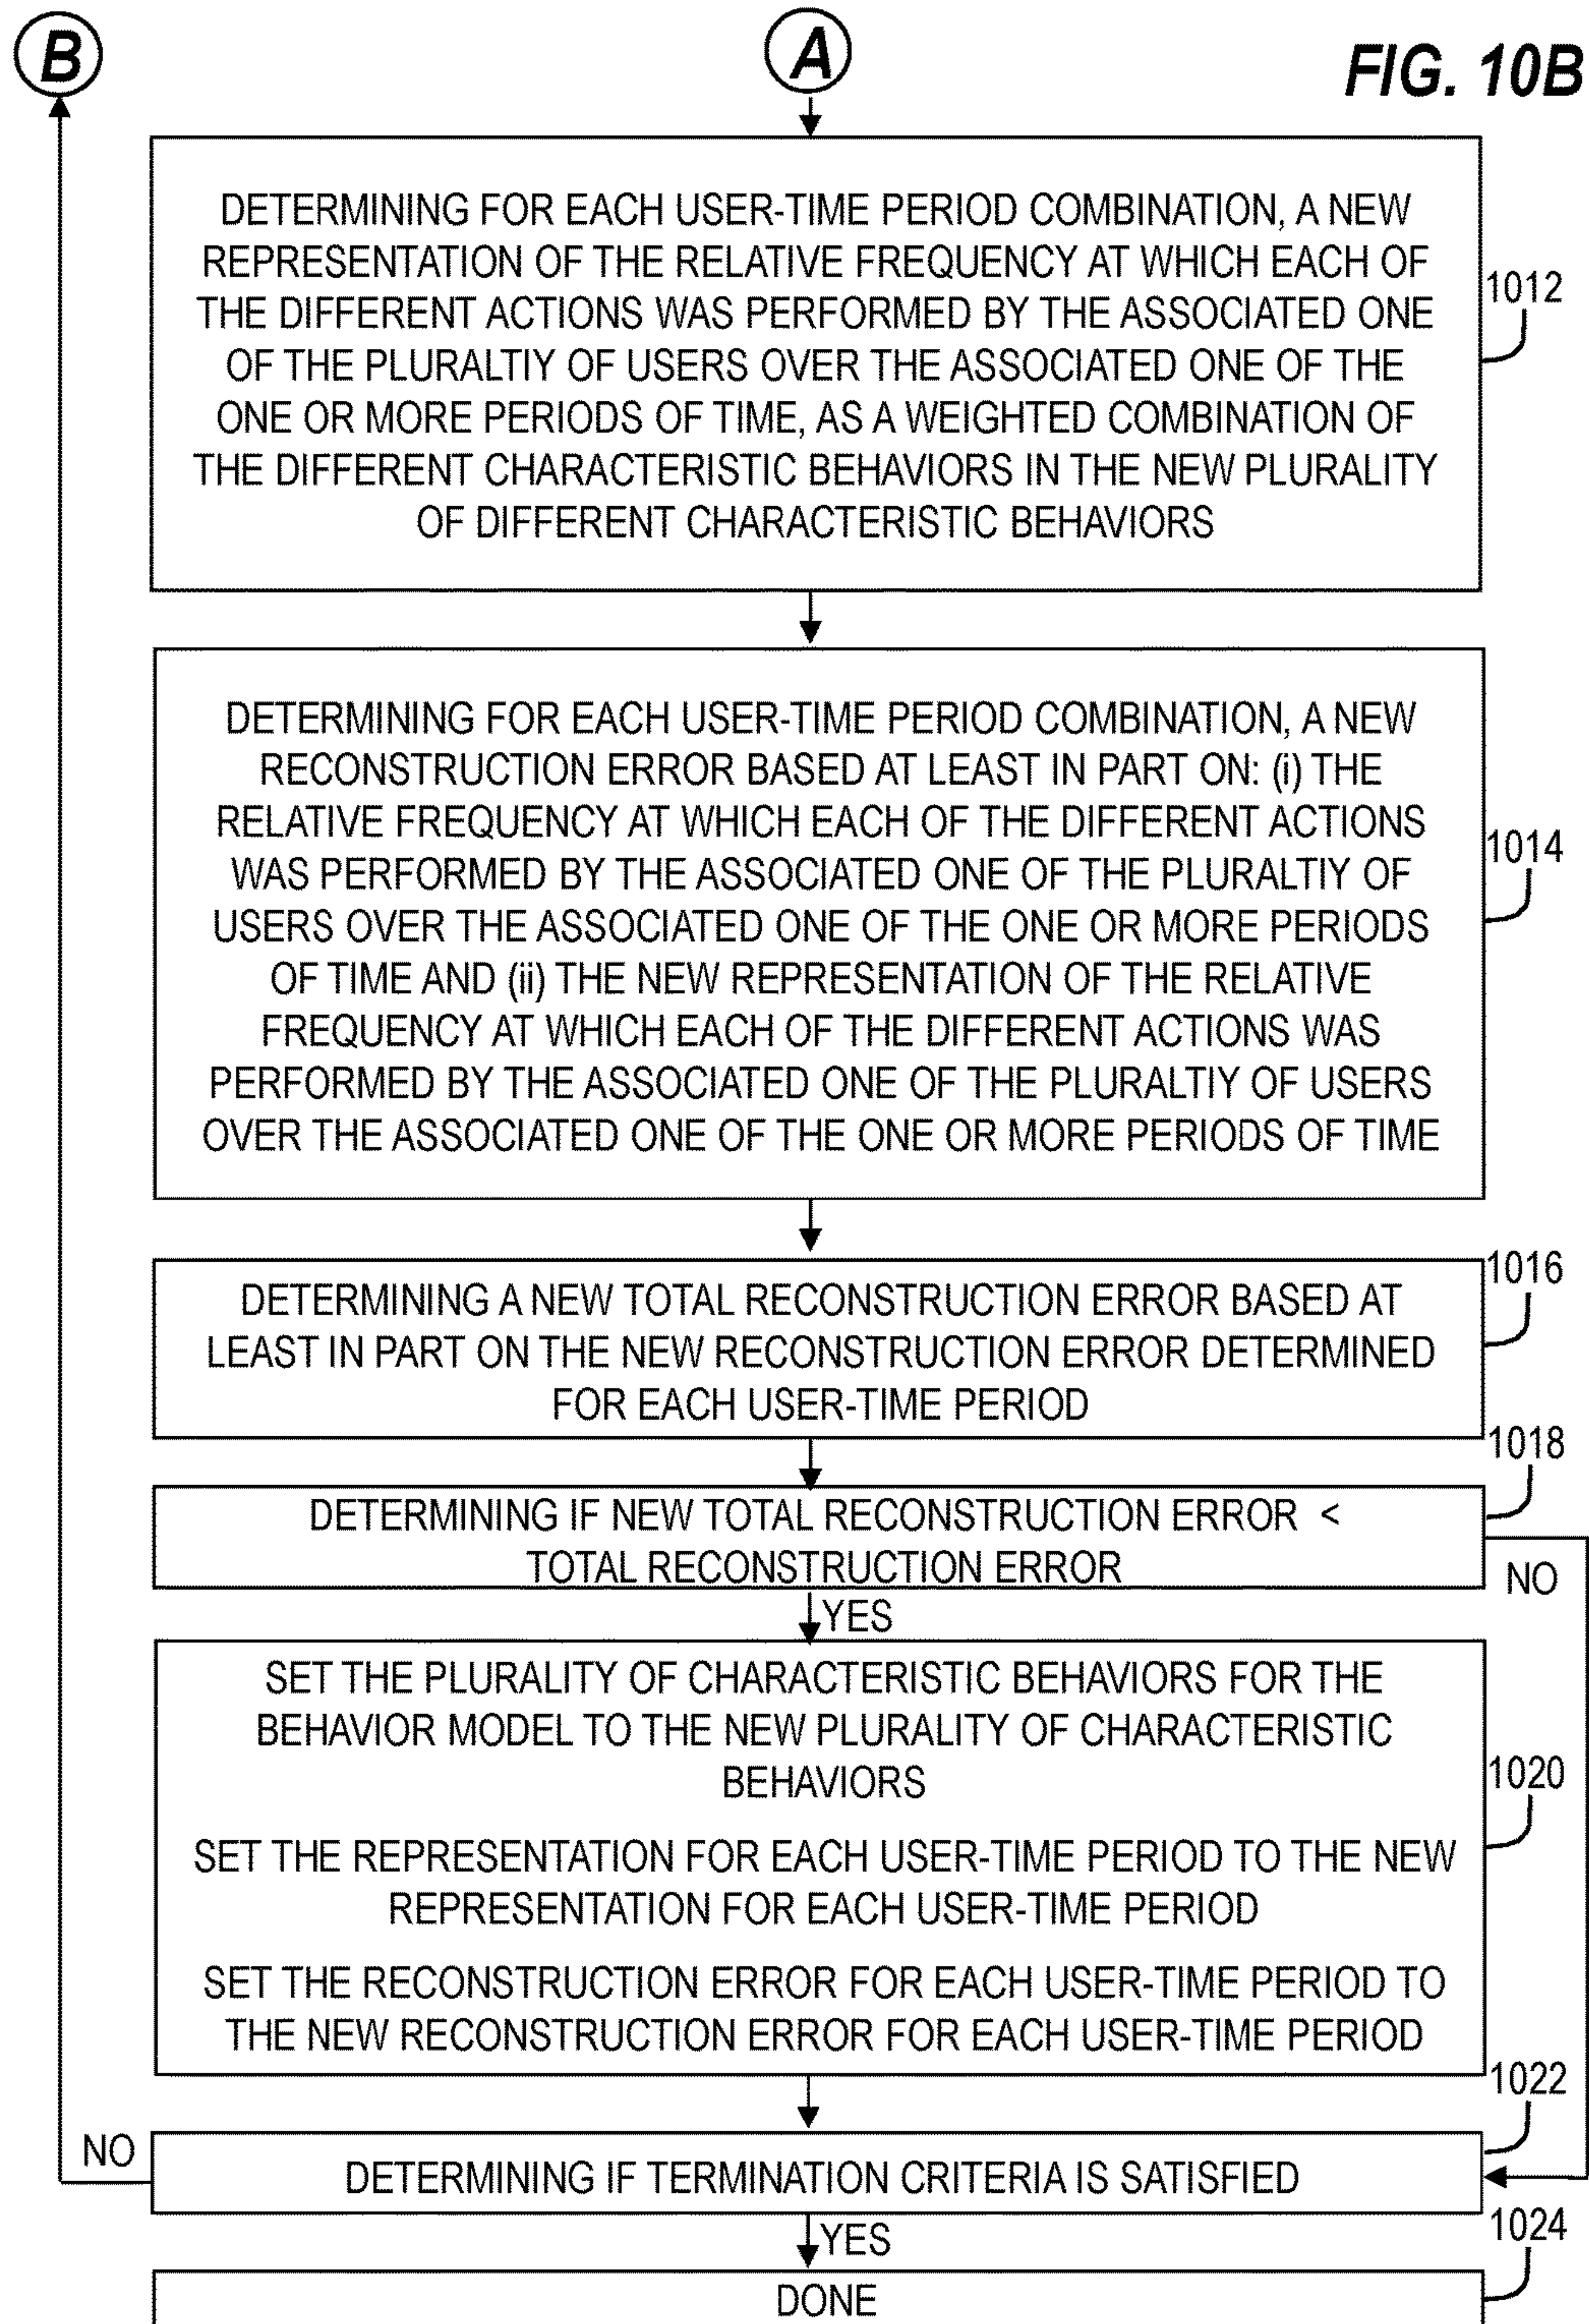 B
A
FIG. 10B
DETERMINING FOR EACH USER-TIME PERIOD COMBINATION, A NEW
REPRESENTATION OF THE RELATIVE FREQUENCY AT WHICH EACH OF
THE DIFFERENT ACTIONS WAS PERFORMED BY THE ASSOCIATED ONE
OF THE PLURALTIY OF USERS OVER THE ASSOCIATED ONE OF THE
ONE OR MORE PERIODS OF TIME, AS A WEIGHTED COMBINATION OF
THE DIFFERENT CHARACTERISTIC BEHAVIORS IN THE NEW PLURALITY
OF DIFFERENT CHARACTERISTIC BEHAVIORS
1012
DETERMINING FOR EACH USER-TIME PERIOD COMBINATION, A NEW
RECONSTRUCTION ERROR BASED AT LEAST IN PART ON: (i) THE
RELATIVE FREQUENCY AT WHICH EACH OF THE DIFFERENT ACTIONS
WAS PERFORMED BY THE ASSOCIATED ONE OF THE PLURALTIY OF
USERS OVER THE ASSOCIATED ONE OF THE ONE OR MORE PERIODS
OF TIME AND (ii) THE NEW REPRESENTATION OF THE RELATIVE
FREQUENCY AT WHICH EACH OF THE DIFFERENT ACTIONS WAS
PERFORMED BY THE ASSOCIATED ONE OF THE PLURALTIY OF USERS
OVER THE ASSOCIATED ONE OF THE ONE OR MORE PERIODS OF TIME
1014
DETERMINING A NEW TOTAL RECONSTRUCTION ERROR BASED AT
LEAST IN PART ON THE NEW RECONSTRUCTION ERROR DETERMINED
FOR EACH USER-TIME PERIOD
1016
DETERMINING IF NEW TOTAL RECONSTRUCTION ERROR <
TOTAL RECONSTRUCTION ERROR
1018
NO
YES
SET THE PLURALITY OF CHARACTERISTIC BEHAVIORS FOR THE
BEHAVIOR MODEL TO THE NEW PLURALITY OF CHARACTERISTIC
BEHAVIORS
SET THE REPRESENTATION FOR EACH USER-TIME PERIOD TO THE NEW
REPRESENTATION FOR EACH USER-TIME PERIOD
SET THE RECONSTRUCTION ERROR FOR EACH USER-TIME PERIOD TO
THE NEW RECONSTRUCTION ERROR FOR EACH USER-TIME PERIOD
1020
NO
DETERMINING IF TERMINATION CRITERIA IS SATISFIED
1022
YES
DONE
1024